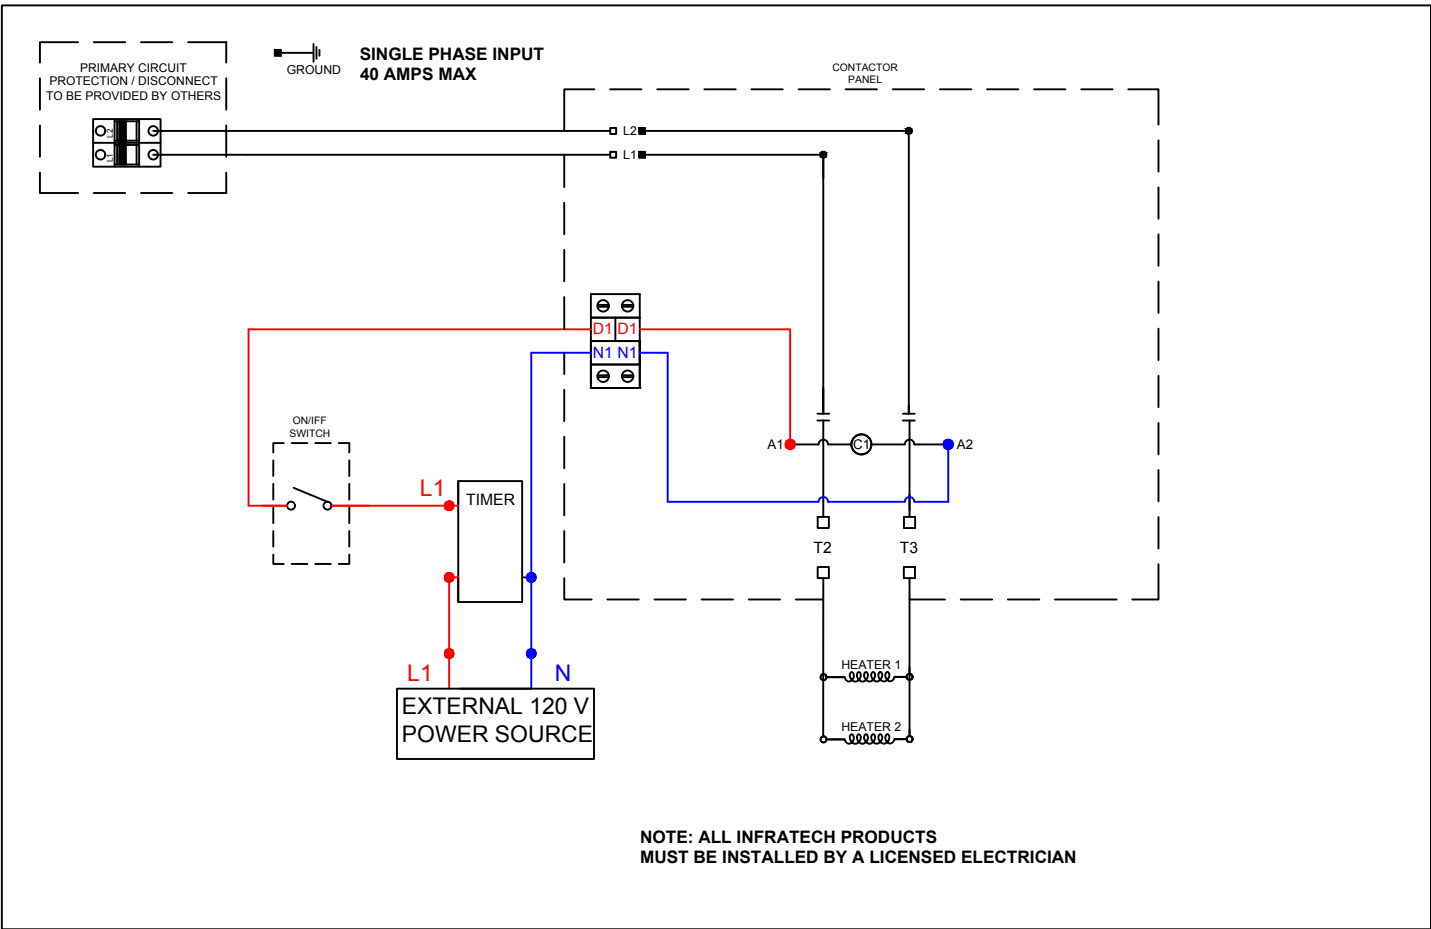 PRIMARY CIRCUIT
PROTECTION / DISCONNECT
TO BE PROVIDED BY OTHERS
L2
L1
GROUND
SINGLE PHASE INPUT
40 AMPS MAX
CONTACTOR
PANEL
L2
L1
D1 D1
N1 N1
ON/IFF
SWITCH
A1
C1
A2
L1
TIMER
T2
T3
L1
N
EXTERNAL 120 V
POWER SOURCE
HEATER 1
HEATER 2
NOTE: ALL INFRATECH PRODUCTS
MUST BE INSTALLED BY A LICENSED ELECTRICIAN